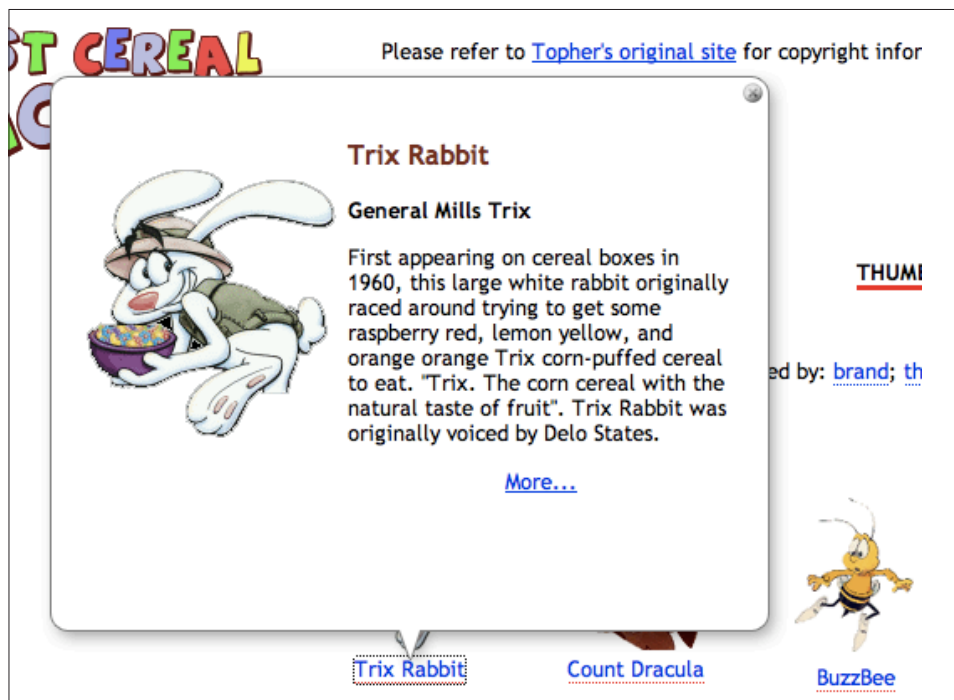 ST CEREAL
Please refer to Topher's original site for copyright infor
Trix Rabbit
General Mills Trix
First appearing on cereal boxes in
1960, this large white rabbit originally
raced around trying to get some
raspberry red, lemon yellow, and
orange orange Trix corn-puffed cereal
to eat. "Trix. The corn cereal with the
natural taste of fruit". Trix Rabbit was
originally voiced by Delo States.
More...
THUME
ed by: brand; th
Trix Rabbit
Count Dracula
BuzzBee